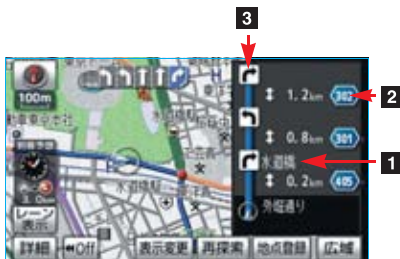 3
100m
1.2km 302
2
0.8km 301
水道橋
1
0.2km 405
外堀通り
レーン
表示
詳細
◀◀Off
表示変更
再探索
地点登録
広域